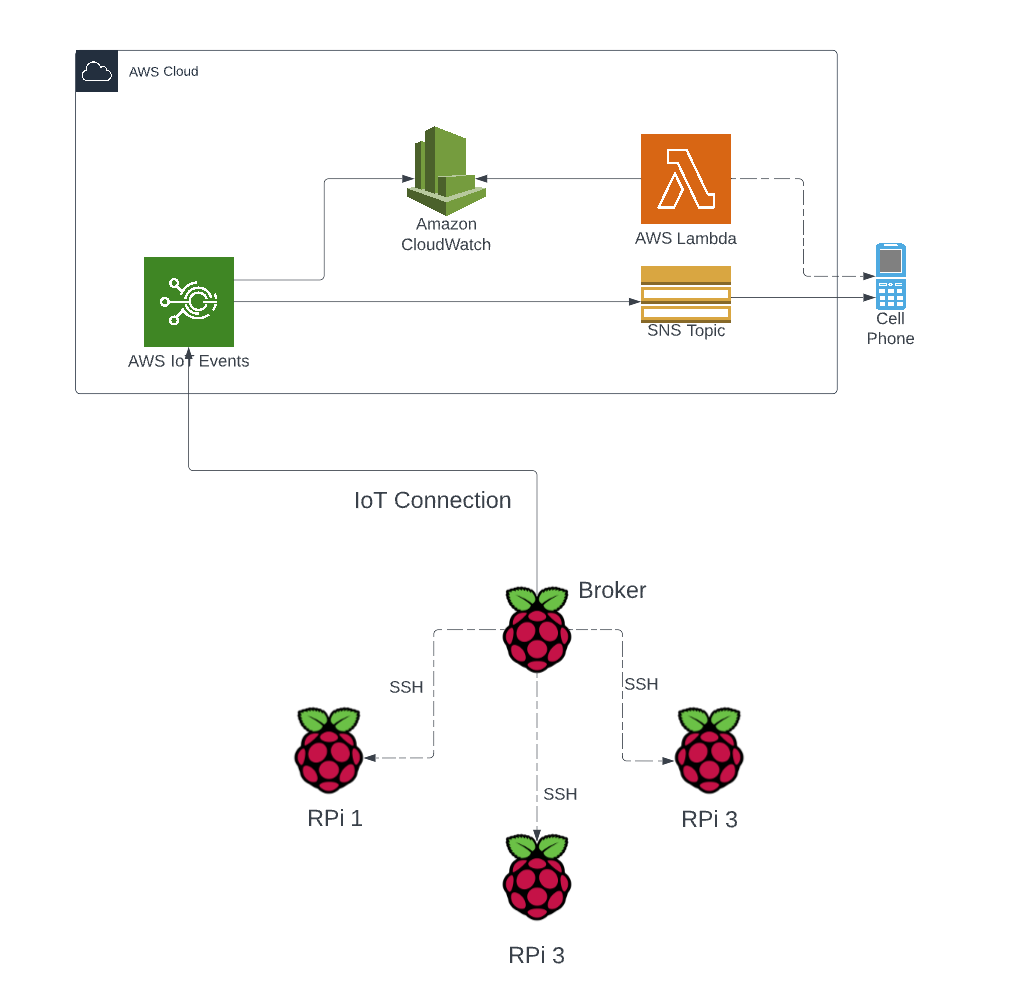 AWS Cloud
Amazon
CloudWatch
AWS Lambda
SNS Topic
Cell
Phone
AWS IoT Events
IoT Connection
Broker
SSH
SSH
SSH
RPi 1
RPi 3
RPi 3